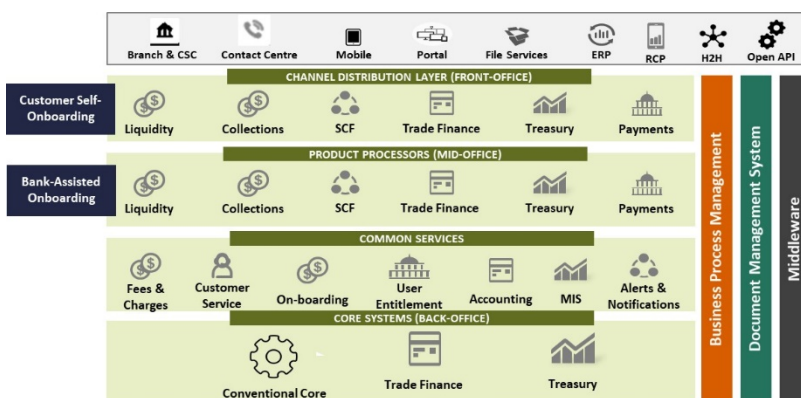 Branch & CSC
Contact Centre
Mobile
Portal
File Services
ERP
RCP
H2H
Open API
CHANNEL DISTRIBUTION LAYER (FRONT-OFFICE)
Customer Self-
Onboarding
Liquidity
Collections
SCF
Trade Finance
Treasury
Payments
PRODUCT PROCESSORS (MID-OFFICE)
Bank-Assisted
Onboarding
Liquidity
Collections
SCF
Trade Finance
Treasury
Payments
COMMON SERVICES
Fees &
Charges
Customer
Service
On-boarding
User
Entitlement
Accounting
MIS
Alerts &
Notifications
CORE SYSTEMS (BACK-OFFICE)
Conventional Core
Trade Finance
Treasury
Business Process Management
Document Management System
Middleware